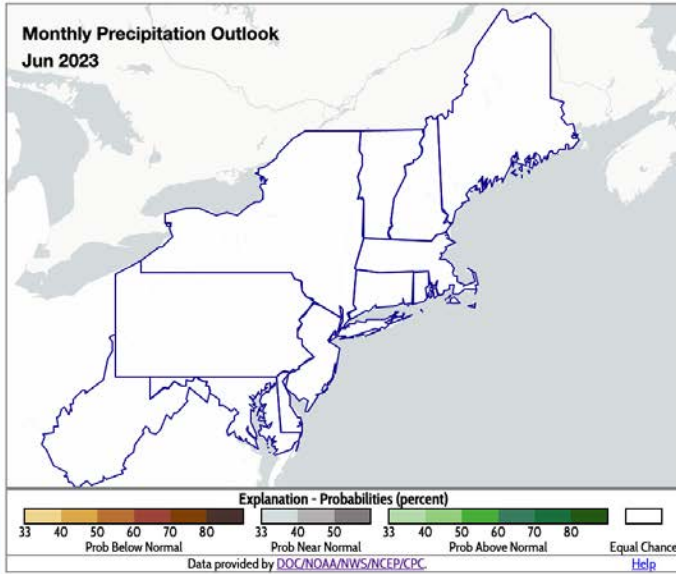 Monthly Precipitation Outlook
Jun 2023
Explanation - Probabilities (percent)
33 40 50 60 70 80 33 40 50 33 40 50 60 70 80
Prob Below Normal Prob Near Normal Prob Above Normal Equal Chance
Data provided by DOC/NOAA/NWS/NCEP/CPC. Help